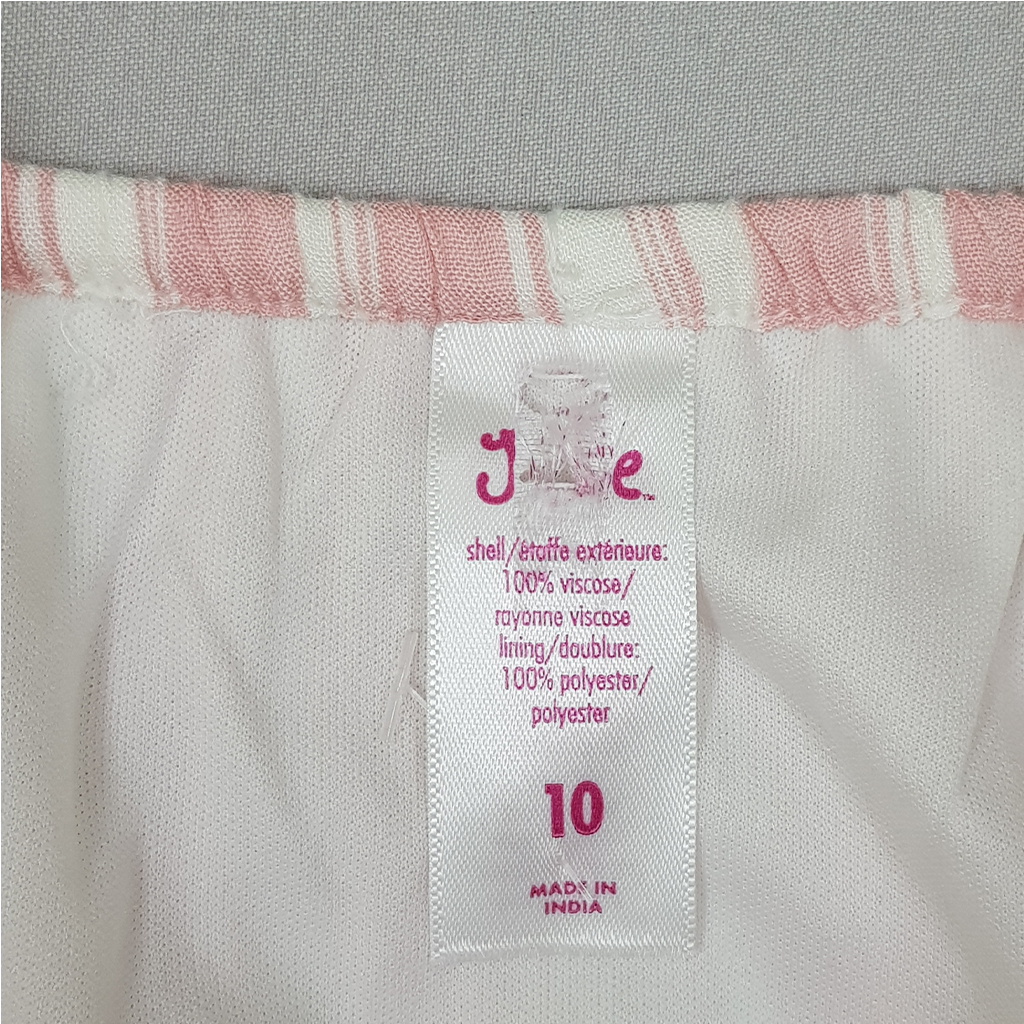 shell/étoffe extérieure:
100% viscose/
rayonne viscose
lining/doublure:
100% polyester/
polyester
10
MADE IN
INDIA